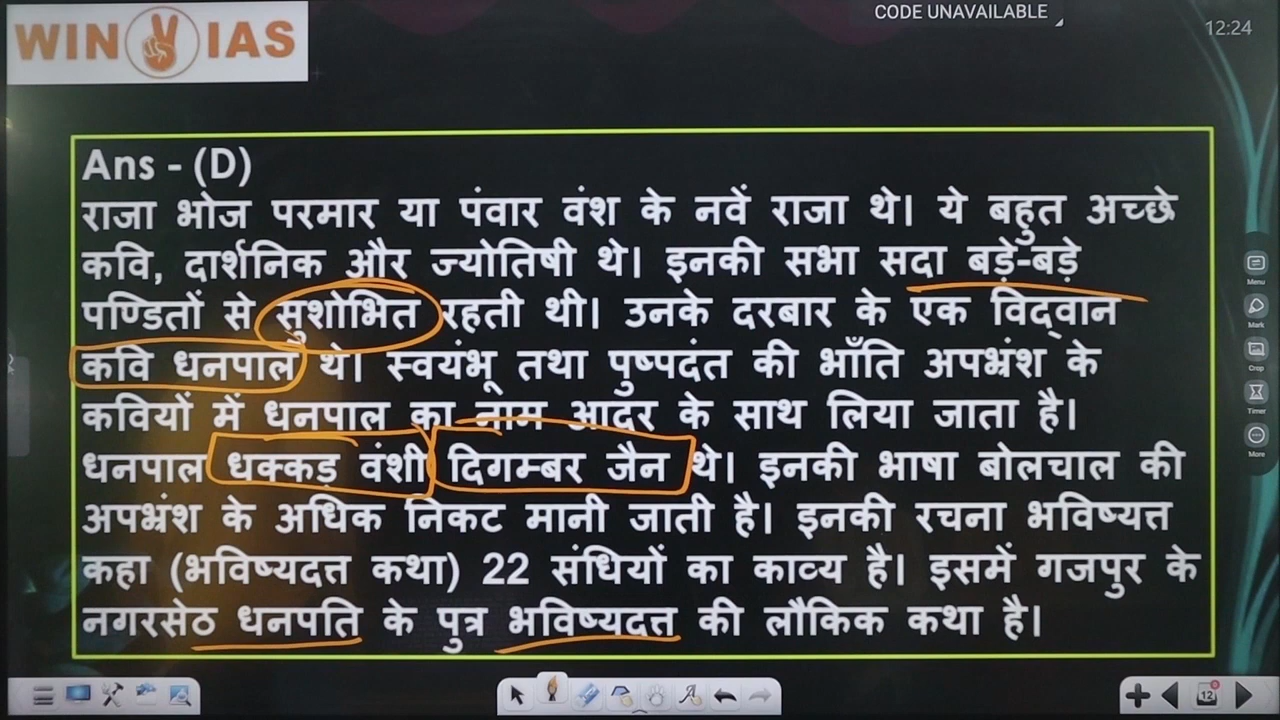 WIN IAS
CODE UNAVAILABLE
12:24
Ans - (D)
राजा भोज परमार या पंवार वंश के नवें राजा थे। ये बहुत अच्छे
कवि, दार्शनिक और ज्योतिषी थे। इनकी सभा सदा बड़े-बड़े
पण्डितों से सुशोभित रहती थी। उनके दरबार के एक विद्वान
कवि धनपाल थे। स्वयंभू तथा पुष्पदंत की भाँति अपभ्रंश के
कवियों में धनपाल का नाम आदर के साथ लिया जाता है।
धनपाल धक्कड़ वंशी दिगम्बर जैन थे। इनकी भाषा बोलचाल की
अपभ्रंश के अधिक निकट मानी जाती है। इनकी रचना भविष्यत्त
कहा (भविष्यदत्त कथा) 22 संधियों का काव्य है। इसमें गजपुर के
नगरसेठ धनपति के पुत्र भविष्यदत्त की लौकिक कथा है।
Menu
Mark
Crop
Timer
More
12